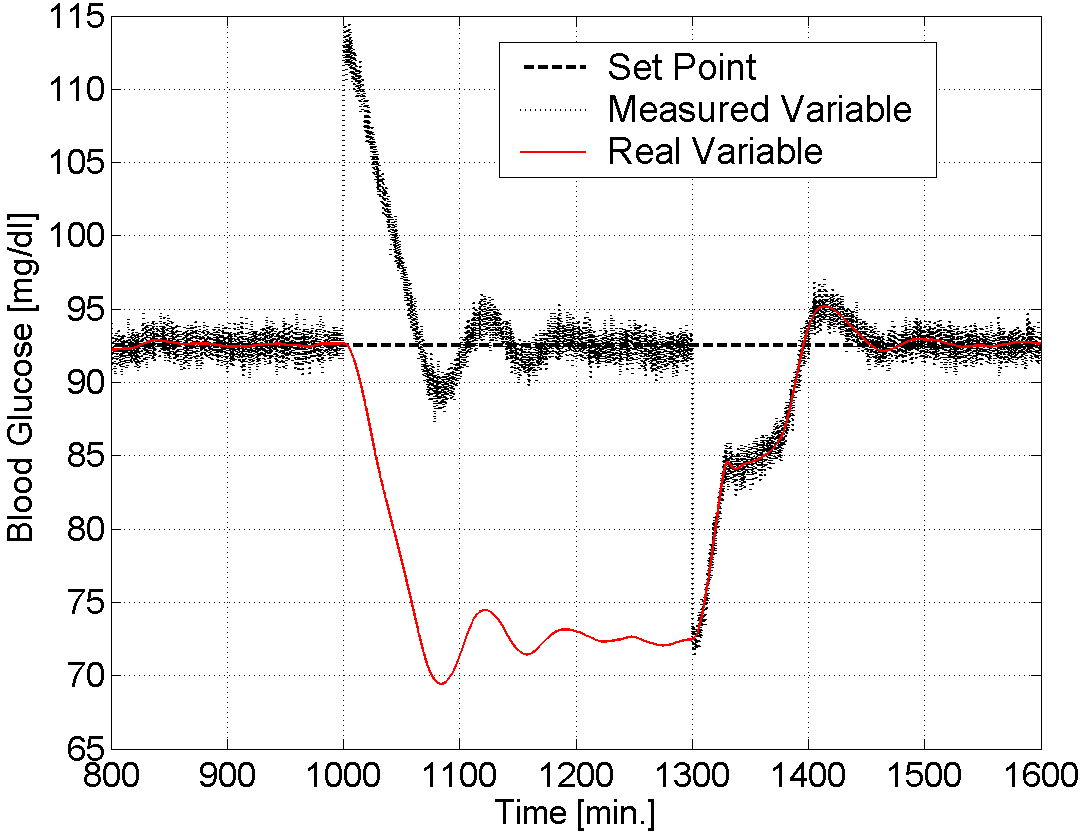 Set Point
Measured Variable
Real Variable
Blood Glucose [mg/dl]
115
110
105
100
95
90
85
80
75
70
65
800 900 1000 1100 1200 1300 1400 1500 1600
Time [min.]